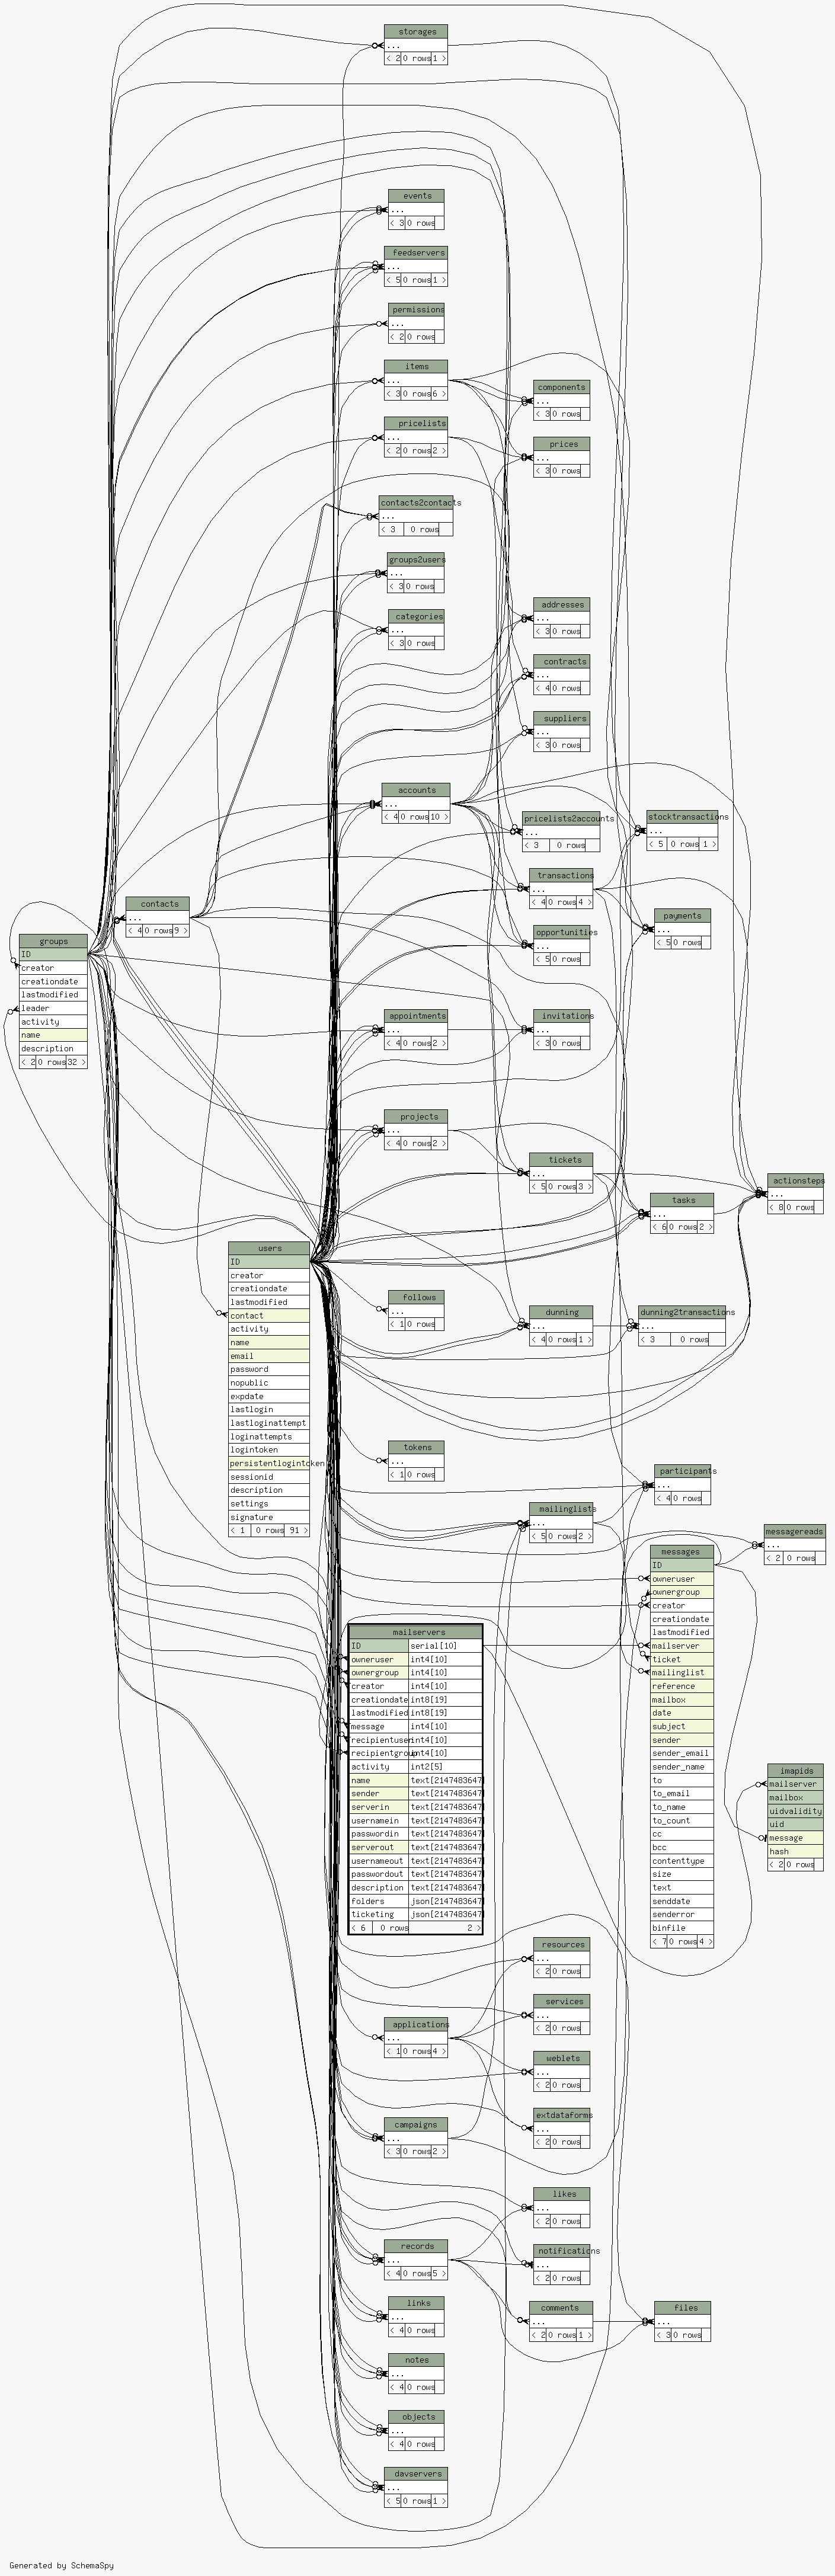 storages
...
< 2 0 rows 1 >
events
...
< 3 0 rows
feedservers
...
< 5 0 rows 1 >
permissions
...
< 2 0 rows
items
...
< 3 0 rows 6 >
components
...
< 3 0 rows
pricelists
...
< 2 0 rows 2 >
prices
...
< 3 0 rows
contacts2contacts
...
< 3 0 rows
groups2users
...
< 3 0 rows
categories
...
< 3 0 rows
addresses
...
< 3 0 rows
contracts
...
< 4 0 rows
suppliers
...
< 3 0 rows
accounts
...
< 4 0 rows 10 >
pricelists2accounts
...
< 3 0 rows
stocktransactions
...
< 5 0 rows 1 >
transactions
...
< 4 0 rows 4 >
contacts
...
< 4 0 rows 9 >
payments
...
< 5 0 rows
opportunities
...
< 5 0 rows
groups
ID
creator
creationdate
lastmodified
leader
activity
name
description
< 2 0 rows 32 >
appointments
...
< 4 0 rows 2 >
invitations
...
< 3 0 rows
projects
...
< 4 0 rows 2 >
tickets
...
< 5 0 rows 3 >
actionsteps
...
< 8 0 rows
tasks
...
< 6 0 rows 2 >
users
ID
creator
creationdate
lastmodified
contact
activity
name
email
password
nopublic
expdate
lastlogin
lastloginattempt
loginattempts
logintoken
persistentlogintoken
sessionid
description
settings
signature
< 1 0 rows 91 >
follows
...
< 1 0 rows
dunning
...
< 4 0 rows 1 >
dunning2transactions
...
< 3 0 rows
tokens
...
< 1 0 rows
participants
...
< 4 0 rows
mailinglists
...
< 5 0 rows 2 >
messagereads
...
< 2 0 rows
messages
ID
owneruser
ownergroup
creator
creationdate
lastmodified
mailserver
ticket
mailinglist
reference
mailbox
date
subject
sender
sender_email
sender_name
to
to_email
to_name
to_count
cc
bcc
contenttype
size
text
senddate
senderror
binfile
< 7 0 rows 4 >
mailservers
ID serial[10]
owneruser int4[10]
ownergroup int4[10]
creator int4[10]
creationdate int8[19]
lastmodified int8[19]
message int4[10]
recipientuser int4[10]
recipientgroup int4[10]
activity int2[5]
name text[2147483647]
sender text[2147483647]
serverin text[2147483647]
usernamein text[2147483647]
passwordin text[2147483647]
serverout text[2147483647]
usernameout text[2147483647]
passwordout text[2147483647]
description text[2147483647]
folders json[2147483647]
ticketing json[2147483647]
< 6 0 rows 2 >
imapids
mailserver
mailbox
uidvalidity
uid
message
hash
< 2 0 rows
resources
...
< 2 0 rows
services
...
< 2 0 rows
applications
...
< 1 0 rows 4 >
weblets
...
< 2 0 rows
extdataforms
...
< 2 0 rows
campaigns
...
< 3 0 rows 2 >
likes
...
< 2 0 rows
records
...
< 4 0 rows 5 >
notifications
...
< 2 0 rows
links
...
< 4 0 rows
comments
...
< 2 0 rows 1 >
files
...
< 3 0 rows
notes
...
< 4 0 rows
objects
...
< 4 0 rows
davservers
...
< 5 0 rows 1 >
Generated by SchemaSpy